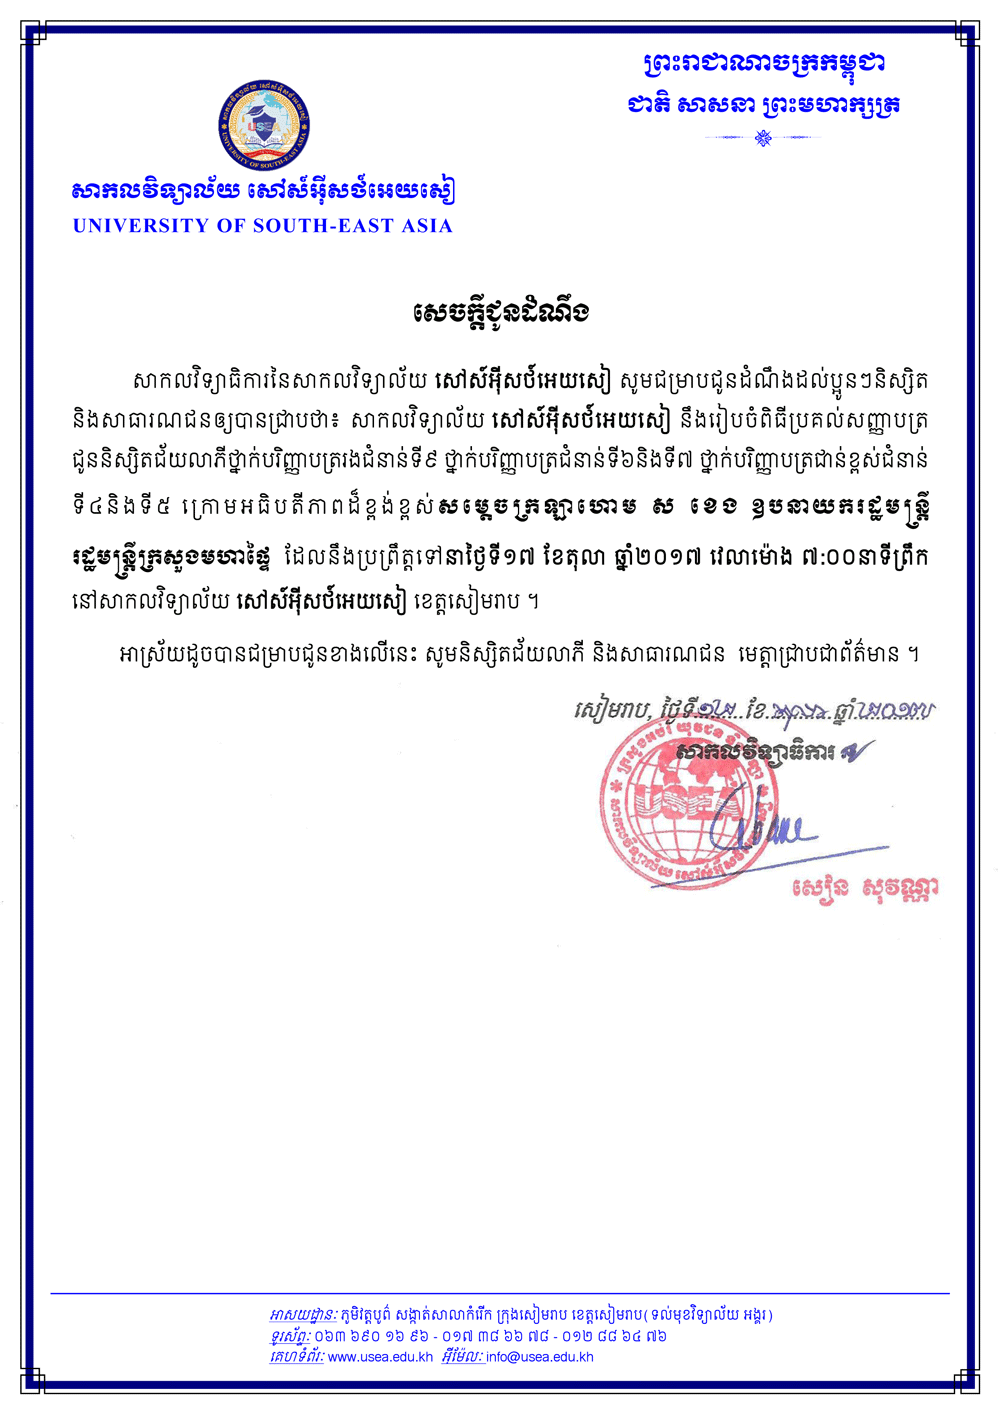 ព្រះរាជាណាចក្រកម្ពុជា
ជាតិ សាសនា ព្រះមហាក្សត្រ
USEA
UNIVERSITY OF SOUTH-EAST ASIA
សាកលវិទ្យាល័យ សៅស៍អ៊ីសថ៍អេយសៀ
UNIVERSITY OF SOUTH-EAST ASIA
សេចក្តីជូនដំណឹង
សាកលវិទ្យាធិការនៃសាកលវិទ្យាល័យ សៅស៍អ៊ីសថ៍អេយសៀ សូមជម្រាបជូនដំណឹងដល់ប្អូនៗនិស្សិត
និងសាធារណជនឲ្យបានជ្រាបថា៖ សាកលវិទ្យាល័យ សៅស៍អ៊ីសថ៍អេយសៀ នឹងរៀបចំពិធីប្រគល់សញ្ញាបត្រ
ជូននិស្សិតជ័យលាភីថ្នាក់បរិញ្ញាបត្ររងជំនាន់ទី៩ ថ្នាក់បរិញ្ញាបត្រជំនាន់ទី៦និងទី៧ ថ្នាក់បរិញ្ញាបត្រជាន់ខ្ពស់ជំនាន់
ទី៤និងទី៥ ក្រោមអធិបតីភាពដ៏ខ្ពង់ខ្ពស់សម្តេចក្រឡាហោម ស ខេង ឧបនាយករដ្ឋមន្ត្រី
រដ្ឋមន្ត្រីក្រសួងមហាផ្ទៃ ដែលនឹងប្រព្រឹត្តទៅនាថ្ងៃទី១៧ ខែតុលា ឆ្នាំ២០១៧ វេលាម៉ោង ៧:០០នាទីព្រឹក
នៅសាកលវិទ្យាល័យ សៅស៍អ៊ីសថ៍អេយសៀ ខេត្តសៀមរាប ។
អាស្រ័យដូចបានជម្រាបជូនខាងលើនេះ សូមនិស្សិតជ័យលាភី និងសាធារណជន មេត្តាជ្រាបជាព័ត៌មាន ។
សៀមរាប, ថ្ងៃទី១៤ ខែ ឆ្នាំ២០១៧
សាកលវិទ្យាធិការ
USEA
សាកលវិទ្យាល័យ សៅស៍អ៊ីសថ៍អេយសៀ
សៀន សុវណ្ណា
អាសយដ្ឋាន: ភូមិវត្តបូព៌ សង្កាត់សាលាកំរើក ក្រុងសៀមរាប ខេត្តសៀមរាប( ទល់មុខវិទ្យាល័យ អង្គរ )
ទូរស័ព្ទ: ០៦៣ ៦៩០ ១៦ ៩៦ - ០១៧ ៣៨ ៦៦ ៧៨ - ០១២ ៨៨ ៦៤ ៧៦
គេហទំព័រ: www.usea.edu.kh អ៊ីម៉ែល: info@usea.edu.kh